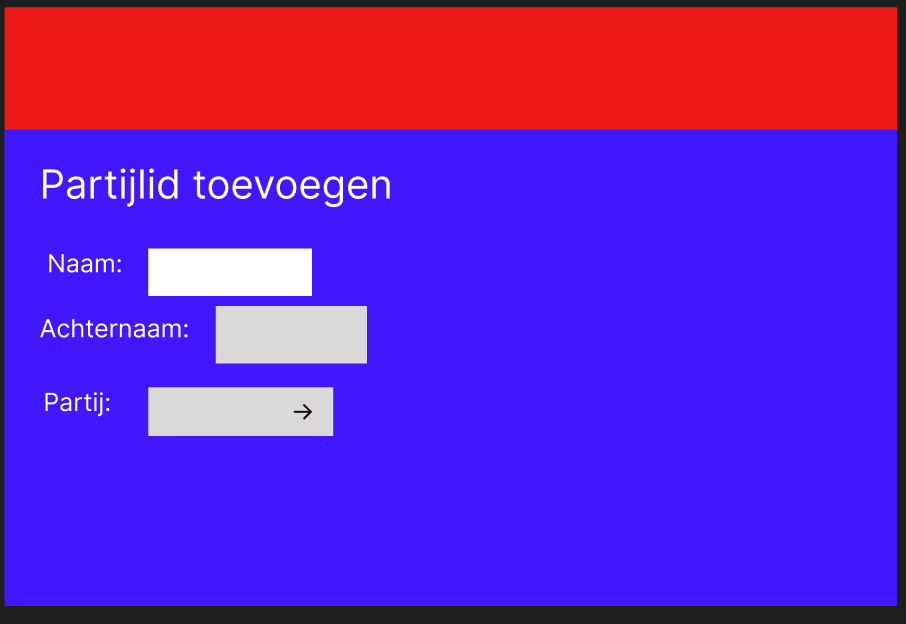 Partijlid toevoegen
Naam:
Achternaam:
Partij:
→